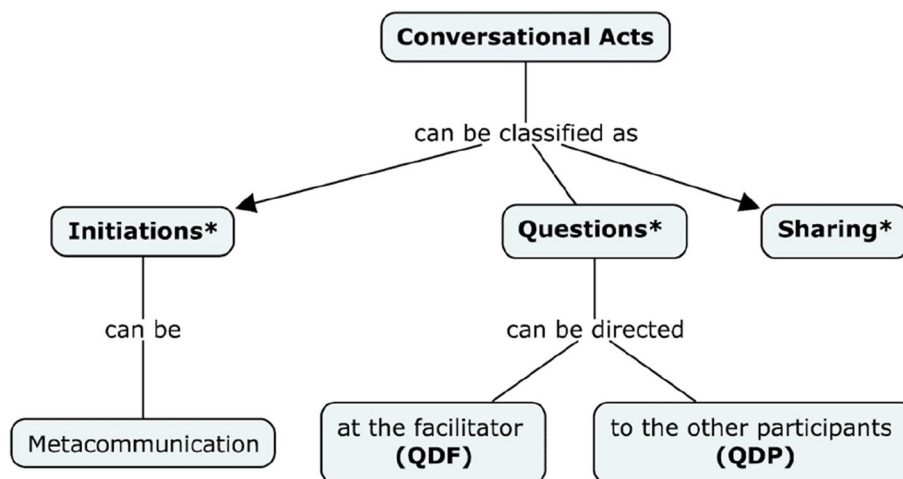 Conversational Acts
can be classified as
Initiations*
Questions*
Sharing*
can be
can be directed
Metacommunication
at the facilitator
(QDF)
to the other participants
(QDP)